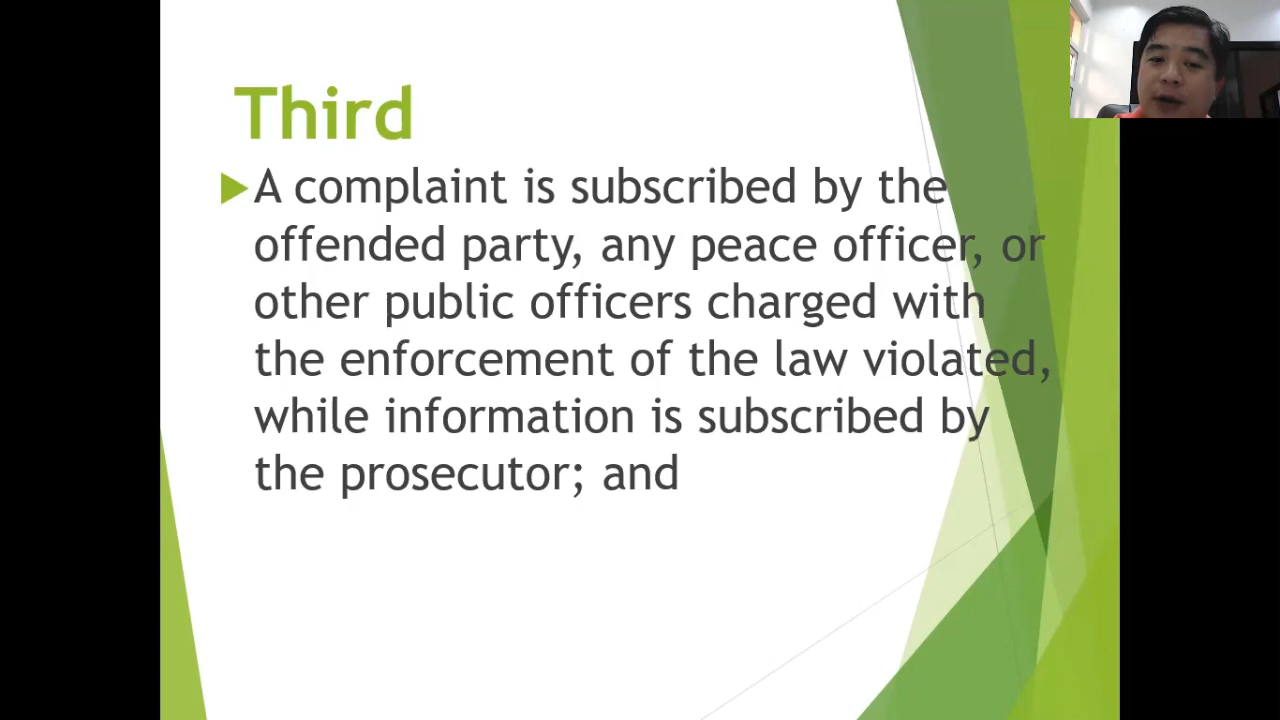 Third
A complaint is subscribed by the
offended party, any peace officer, or
other public officers charged with
the enforcement of the law violated,
while information is subscribed by
the prosecutor; and